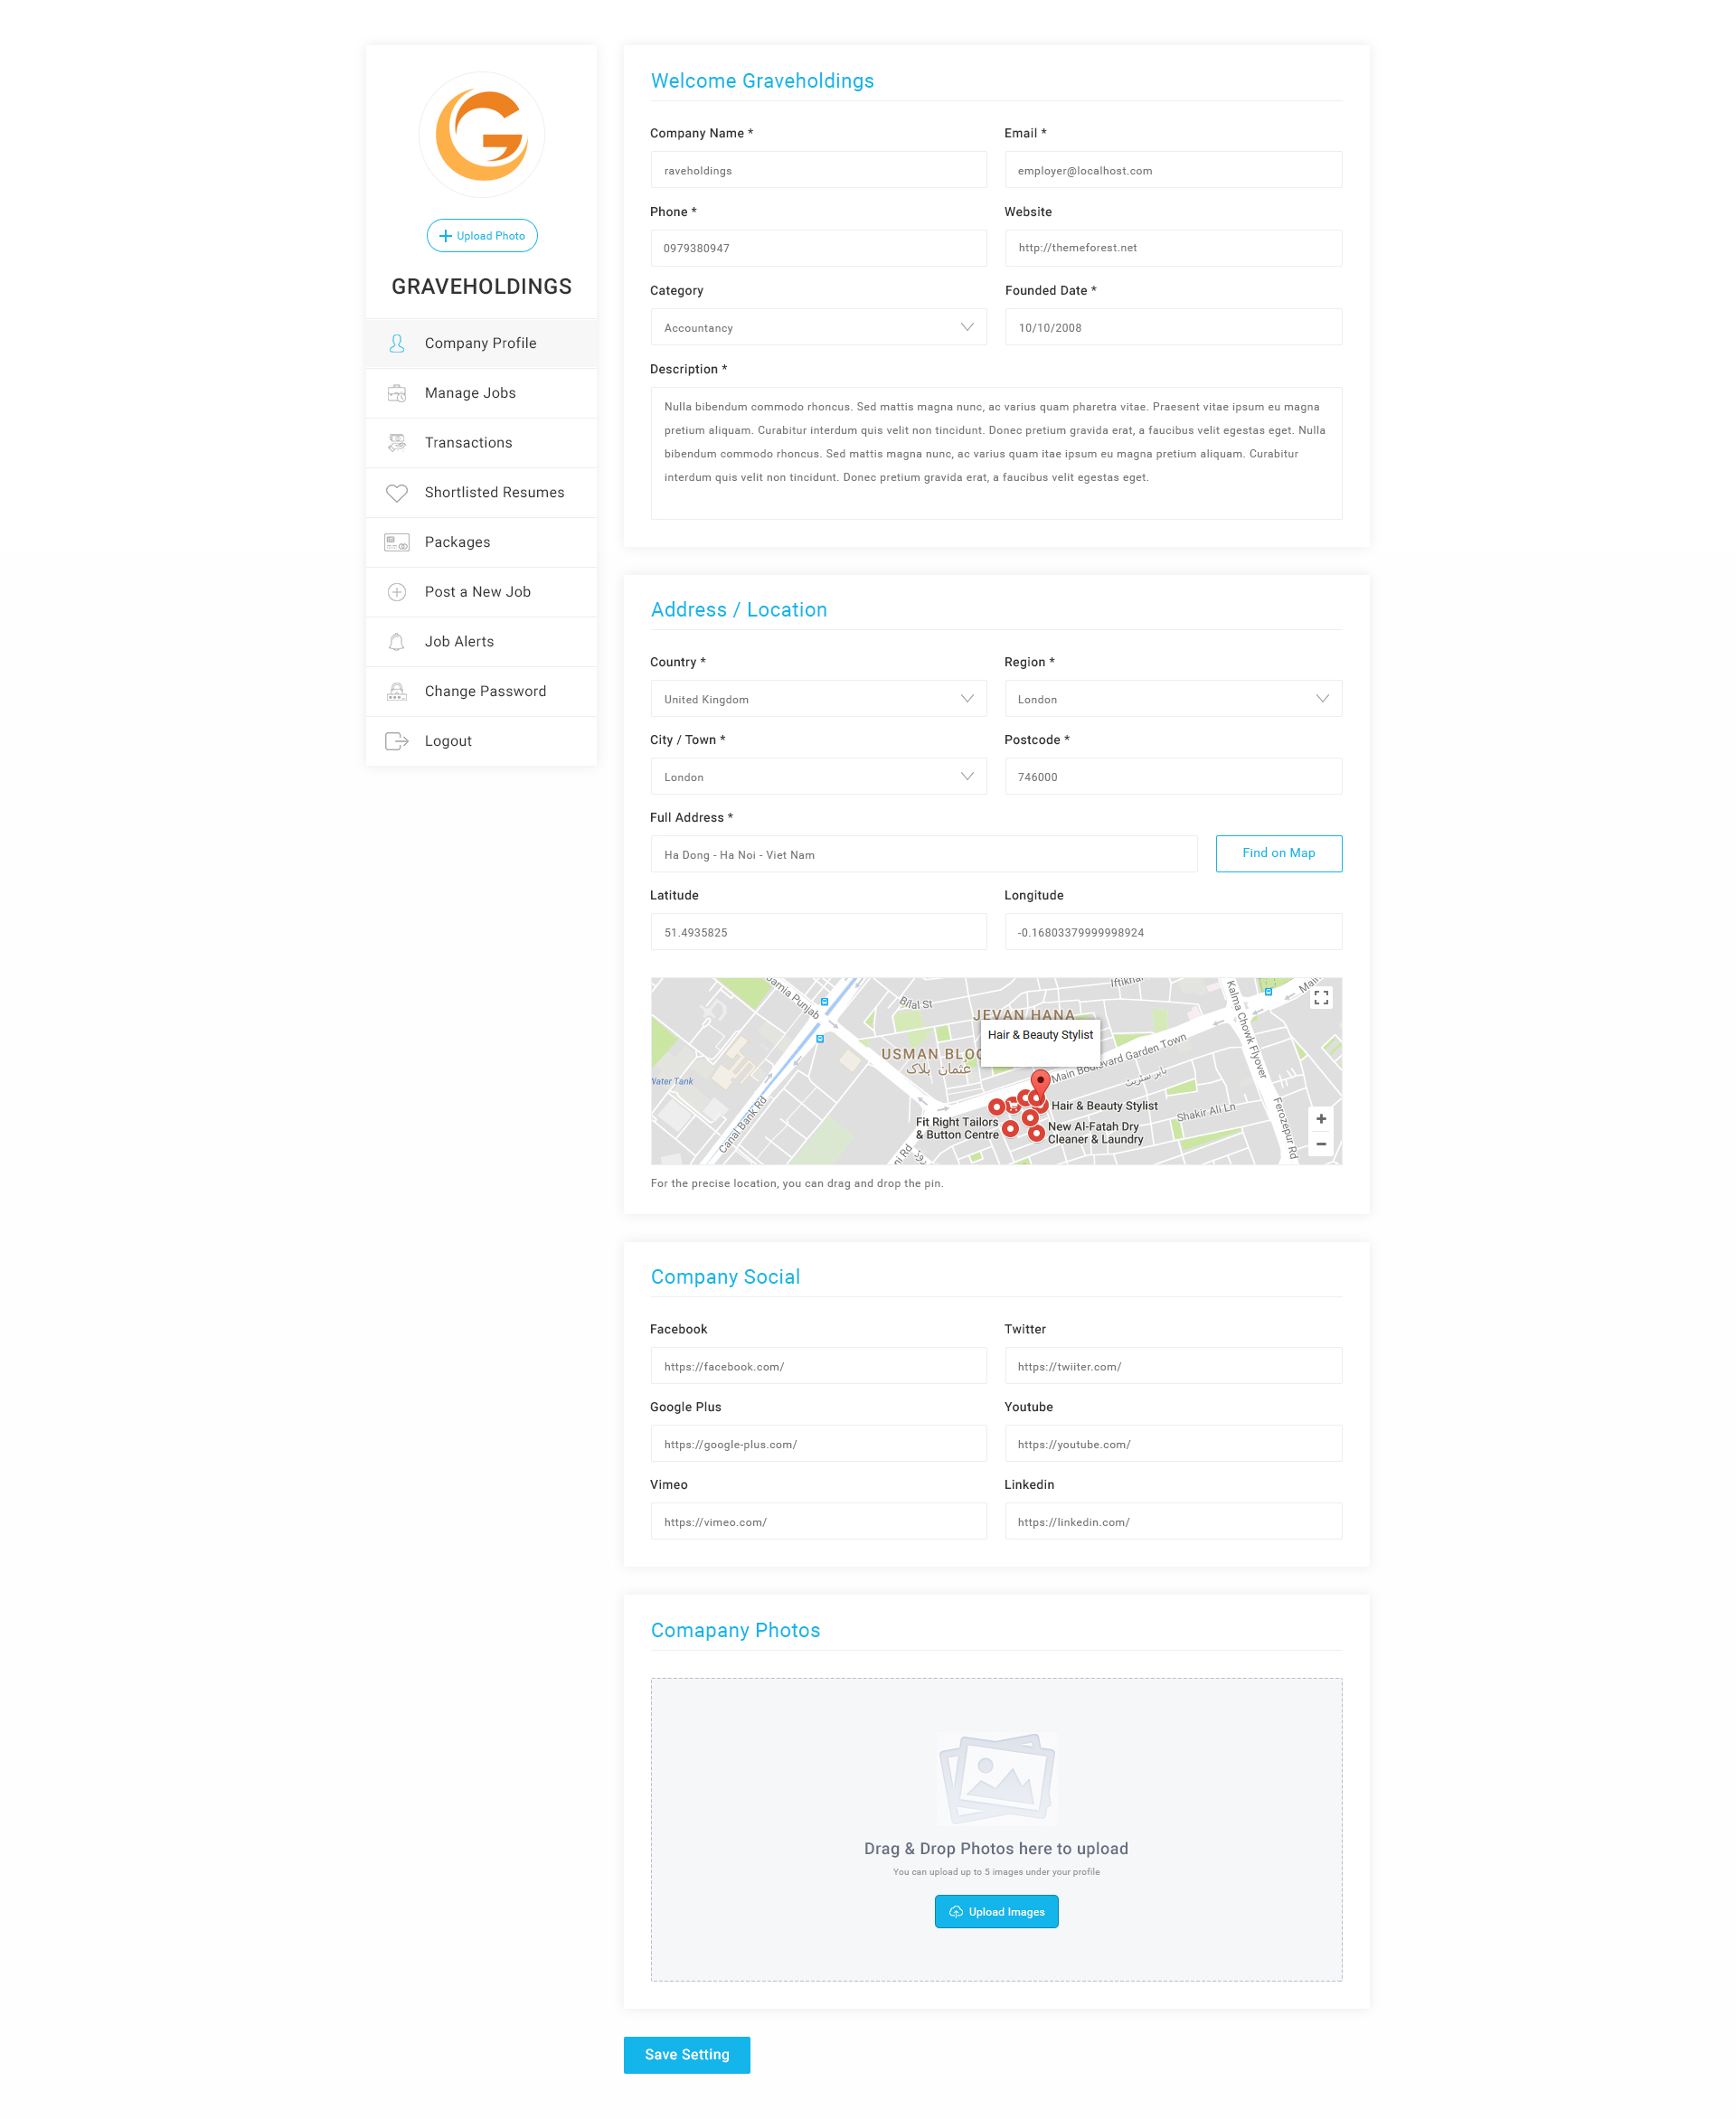 Upload Photo
GRAVEHOLDINGS
Company Profile
Manage Jobs
Transactions
Shortlisted Resumes
Packages
Post a New Job
Job Alerts
Change Password
Logout
Welcome Graveholdings
Company Name *
Email *
raveholdings
employer@localhost.com
Phone *
Website
0979380947
http://themeforest.net
Category
Founded Date *
Accountancy
10/10/2008
Description *
Nulla bibendum commodo rhoncus. Sed mattis magna nunc, ac varius quam pharetra vitae. Praesent vitae ipsum eu magna
pretium aliquam. Curabitur interdum quis velit non tincidunt. Donec pretium gravida erat, a faucibus velit egestas eget. Nulla
bibendum commodo rhoncus. Sed mattis magna nunc, ac varius quam itae ipsum eu magna pretium aliquam. Curabitur
interdum quis velit non tincidunt. Donec pretium gravida erat, a faucibus velit egestas eget.
Address / Location
Country *
Region *
United Kingdom
London
City / Town *
Postcode *
London
746000
Full Address *
Ha Dong - Ha Noi - Viet Nam
Find on Map
Latitude
Longitude
51.4935825
-0.16803379999998924
Punjab
Bilal St
JEVAN HANA
Hair & Beauty Stylist
USMAN BLOC
عثمان بلاک
Main Boulevard Garden Town
Kalma Chowk Flyover
Water Tank
Canal Bank Rd
Hair & Beauty Stylist
Shakir Ali Ln
Ferozepur Rd
Fit Right Tailors
& Button Centre
New Al-Fatah Dry
Cleaner & Laundry
For the precise location, you can drag and drop the pin.
Company Social
Facebook
Twitter
https://facebook.com/
https://twiiter.com/
Google Plus
Youtube
https://google-plus.com/
https://youtube.com/
Vimeo
Linkedin
https://vimeo.com/
https://linkedin.com/
Comapany Photos
Drag & Drop Photos here to upload
You can upload up to 5 images under your profile
Upload Images
Save Setting